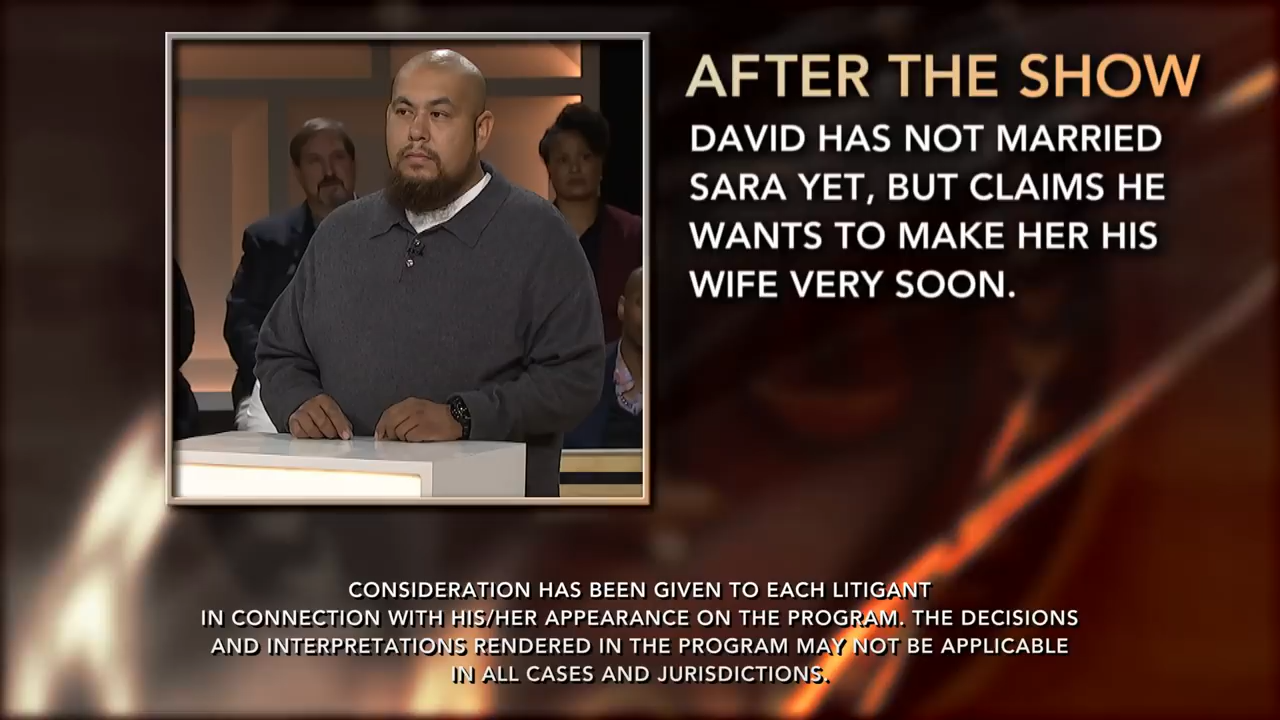 AFTER THE SHOW
DAVID HAS NOT MARRIED
SARA YET, BUT CLAIMS HE
WANTS TO MAKE HER HIS
WIFE VERY SOON.
CONSIDERATION HAS BEEN GIVEN TO EACH LITIGANT
IN CONNECTION WITH HIS/HER APPEARANCE ON THE PROGRAM. THE DECISIONS
AND INTERPRETATIONS RENDERED IN THE PROGRAM MAY NOT BE APPLICABLE
IN ALL CASES AND JURISDICTIONS.